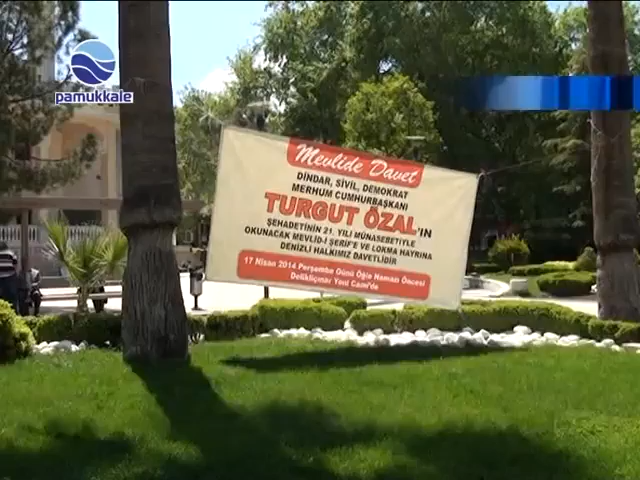 pamukkale
Mevlide Davet
DİNDAR, SİVİL, DEMOKRAT
MERHUM CUMHURBAŞKANI
TURGUT ÖZAL'IN
ŞEHADETİNİN 21. YILI MÜNASEBETİYLE
OKUNACAK MEVLİD-İ ŞERİF'E VE LOKMA HAYRINA
DENİZLİ HALKIMIZ DAVETLİDİR
17 Nisan 2014 Perşembe Günü Öğle Namazı Öncesi
Delikliçınar Yeni Cami'de